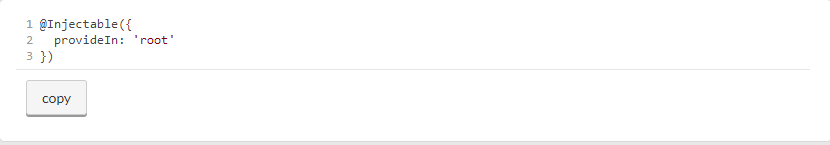 1 @Injectable({
2   provideIn: 'root'
3 })
copy